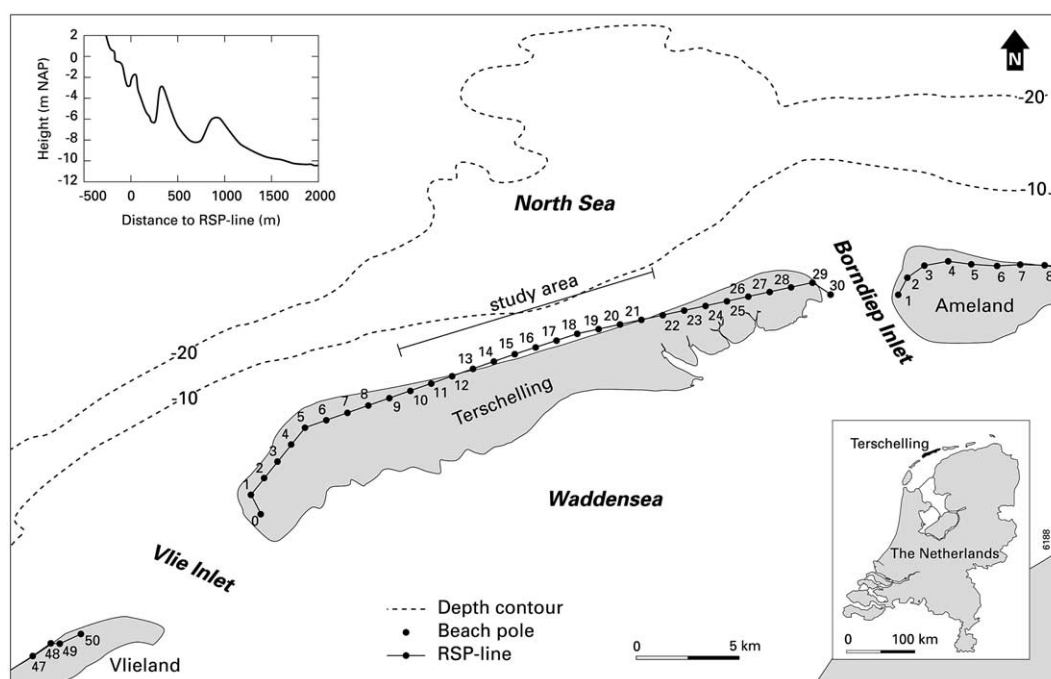 2
0
-2
-4
-6
-8
-10
-12
Height (m NAP)
-500 0 500 1000 1500 2000
Distance to RSP-line (m)
N
-20
-10
North Sea
study area
Borndiep Inlet
Ameland
1 2 3 4 5 6 7 8
Terschelling
0 1 2 3 4 5 6 7 8 9 10 11 12 13 14 15 16 17 18 19 20 21 22 23 24 25 26 27 28 29 30
-20
-10
Waddensea
Vlie Inlet
Vlieland
47 48 49 50
Depth contour
Beach pole
RSP-line
0 5 km
Terschelling
The Netherlands
0 100 km
6188